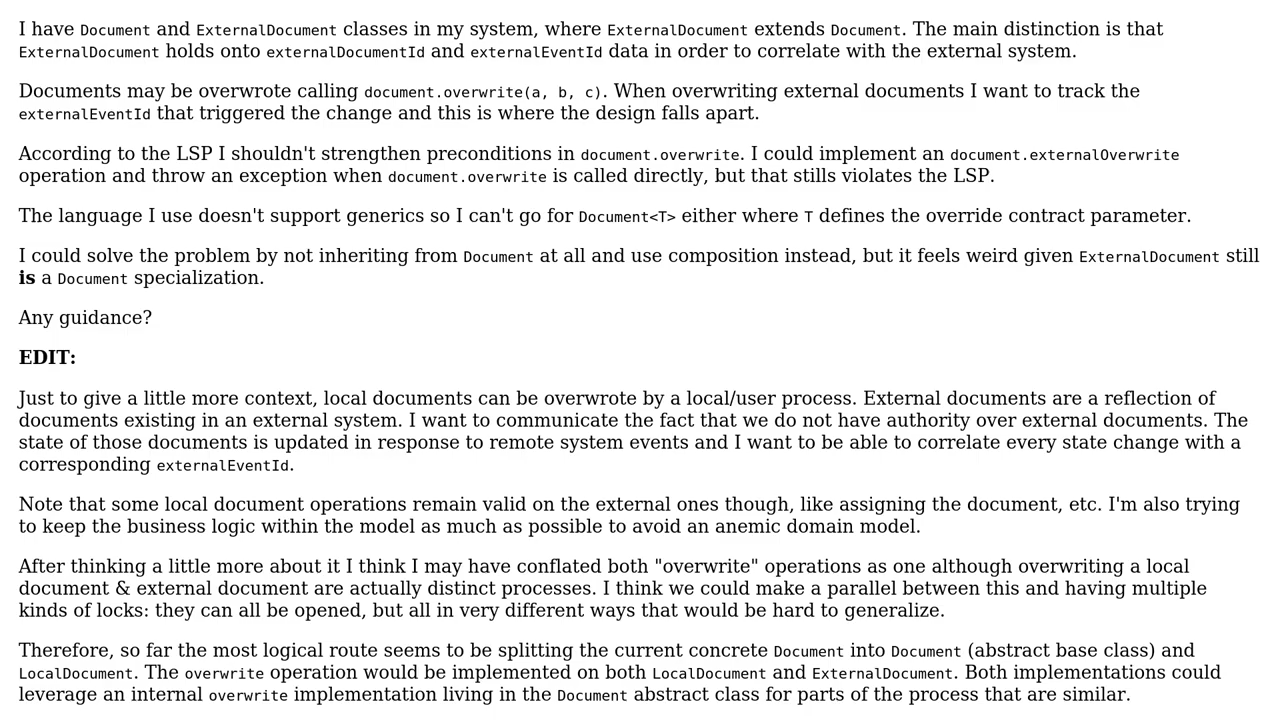 I have Document and ExternalDocument classes in my system, where ExternalDocument extends Document. The main distinction is that
ExternalDocument holds onto externalDocumentId and externalEventId data in order to correlate with the external system.
Documents may be overwrote calling document.overwrite(a, b, c). When overwriting external documents I want to track the
externalEventId that triggered the change and this is where the design falls apart.
According to the LSP I shouldn't strengthen preconditions in document.overwrite. I could implement an document.externalOverwrite
operation and throw an exception when document.overwrite is called directly, but that stills violates the LSP.
The language I use doesn't support generics so I can't go for Document<T> either where T defines the override contract parameter.
I could solve the problem by not inheriting from Document at all and use composition instead, but it feels weird given ExternalDocument still
is a Document specialization.
Any guidance?
EDIT:
Just to give a little more context, local documents can be overwrote by a local/user process. External documents are a reflection of
documents existing in an external system. I want to communicate the fact that we do not have authority over external documents. The
state of those documents is updated in response to remote system events and I want to be able to correlate every state change with a
corresponding externalEventId.
Note that some local document operations remain valid on the external ones though, like assigning the document, etc. I'm also trying
to keep the business logic within the model as much as possible to avoid an anemic domain model.
After thinking a little more about it I think I may have conflated both "overwrite" operations as one although overwriting a local
document & external document are actually distinct processes. I think we could make a parallel between this and having multiple
kinds of locks: they can all be opened, but all in very different ways that would be hard to generalize.
Therefore, so far the most logical route seems to be splitting the current concrete Document into Document (abstract base class) and
LocalDocument. The overwrite operation would be implemented on both LocalDocument and ExternalDocument. Both implementations could
leverage an internal overwrite implementation living in the Document abstract class for parts of the process that are similar.